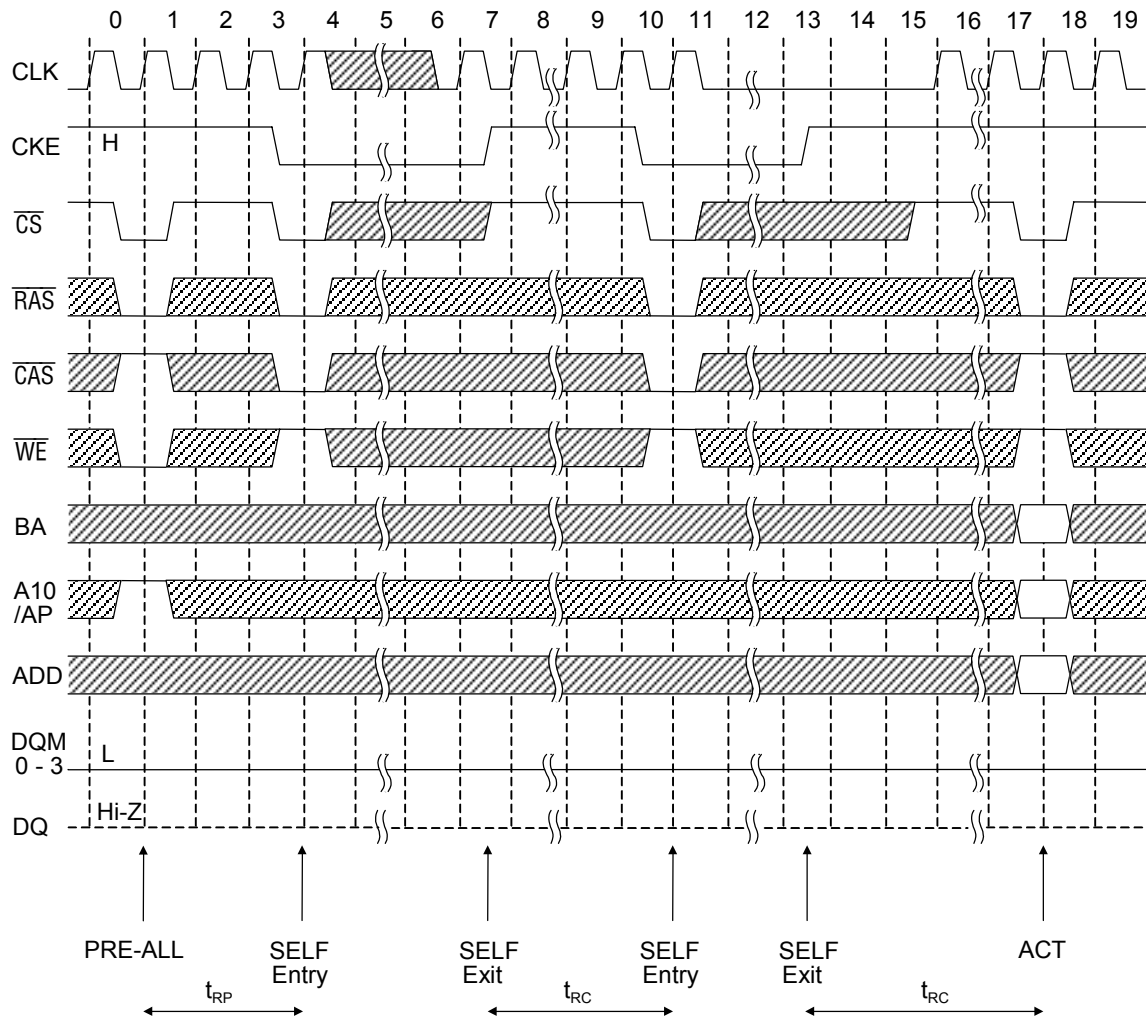 0 1 2 3 4 5 6 7 8 9 10 11 12 13 15 16 17 18 19
CLK
CKE H
CS
RAS
CAS
WE
BA
A10
/AP
ADD
DQM
0 - 3 L
Hi-Z
DQ
PRE-ALL SELF SELF SELF SELF ACT
Entry Exit Entry Exit
tRP tRC tRC